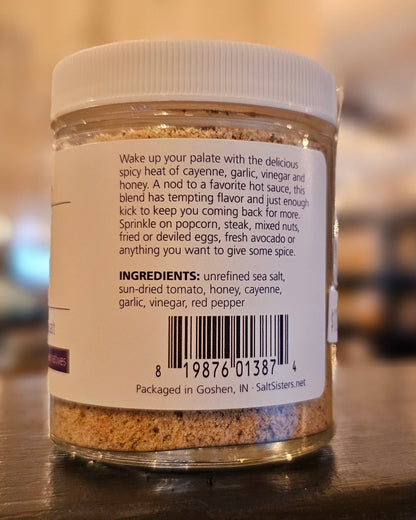 Wake up your palate with the delicious
spicy heat of cayenne, garlic, vinegar and
honey. A nod to a favorite hot sauce, this
blend has tempting flavor and just enough
kick to keep you coming back for more.
Sprinkle on popcorn, steak, mixed nuts,
fried or deviled eggs, fresh avocado or
anything you want to give some spice.
INGREDIENTS: unrefined sea salt,
sun-dried tomato, honey, cayenne,
garlic, vinegar, red pepper
8 19876 01387 4
Packaged in Goshen, IN · SaltSisters.net